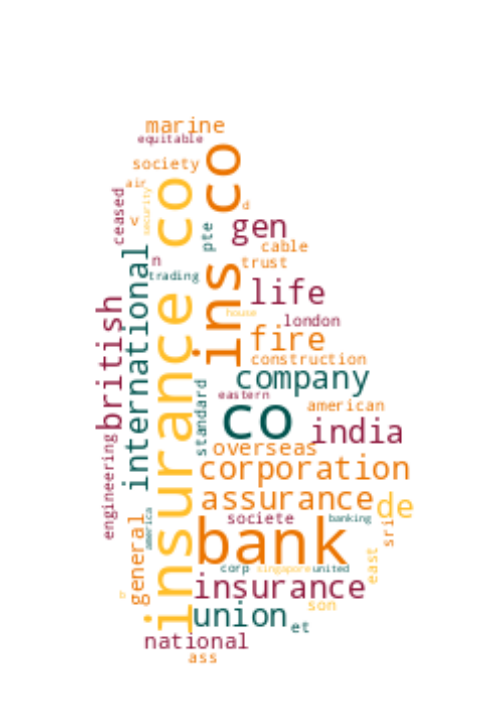 marine
equitable
society
air
security
v
ceased
insurance co
ins co
d
pte
gen
cable
trust
n
trading
international
british
life
house
london
fire
construction
company
eastern
standard
american
co
india
overseas
corporation
engineering
assurance
de
america
general
societe
banking
sri
bank
east
corp
singapore
united
insurance
son
union
et
national
ass